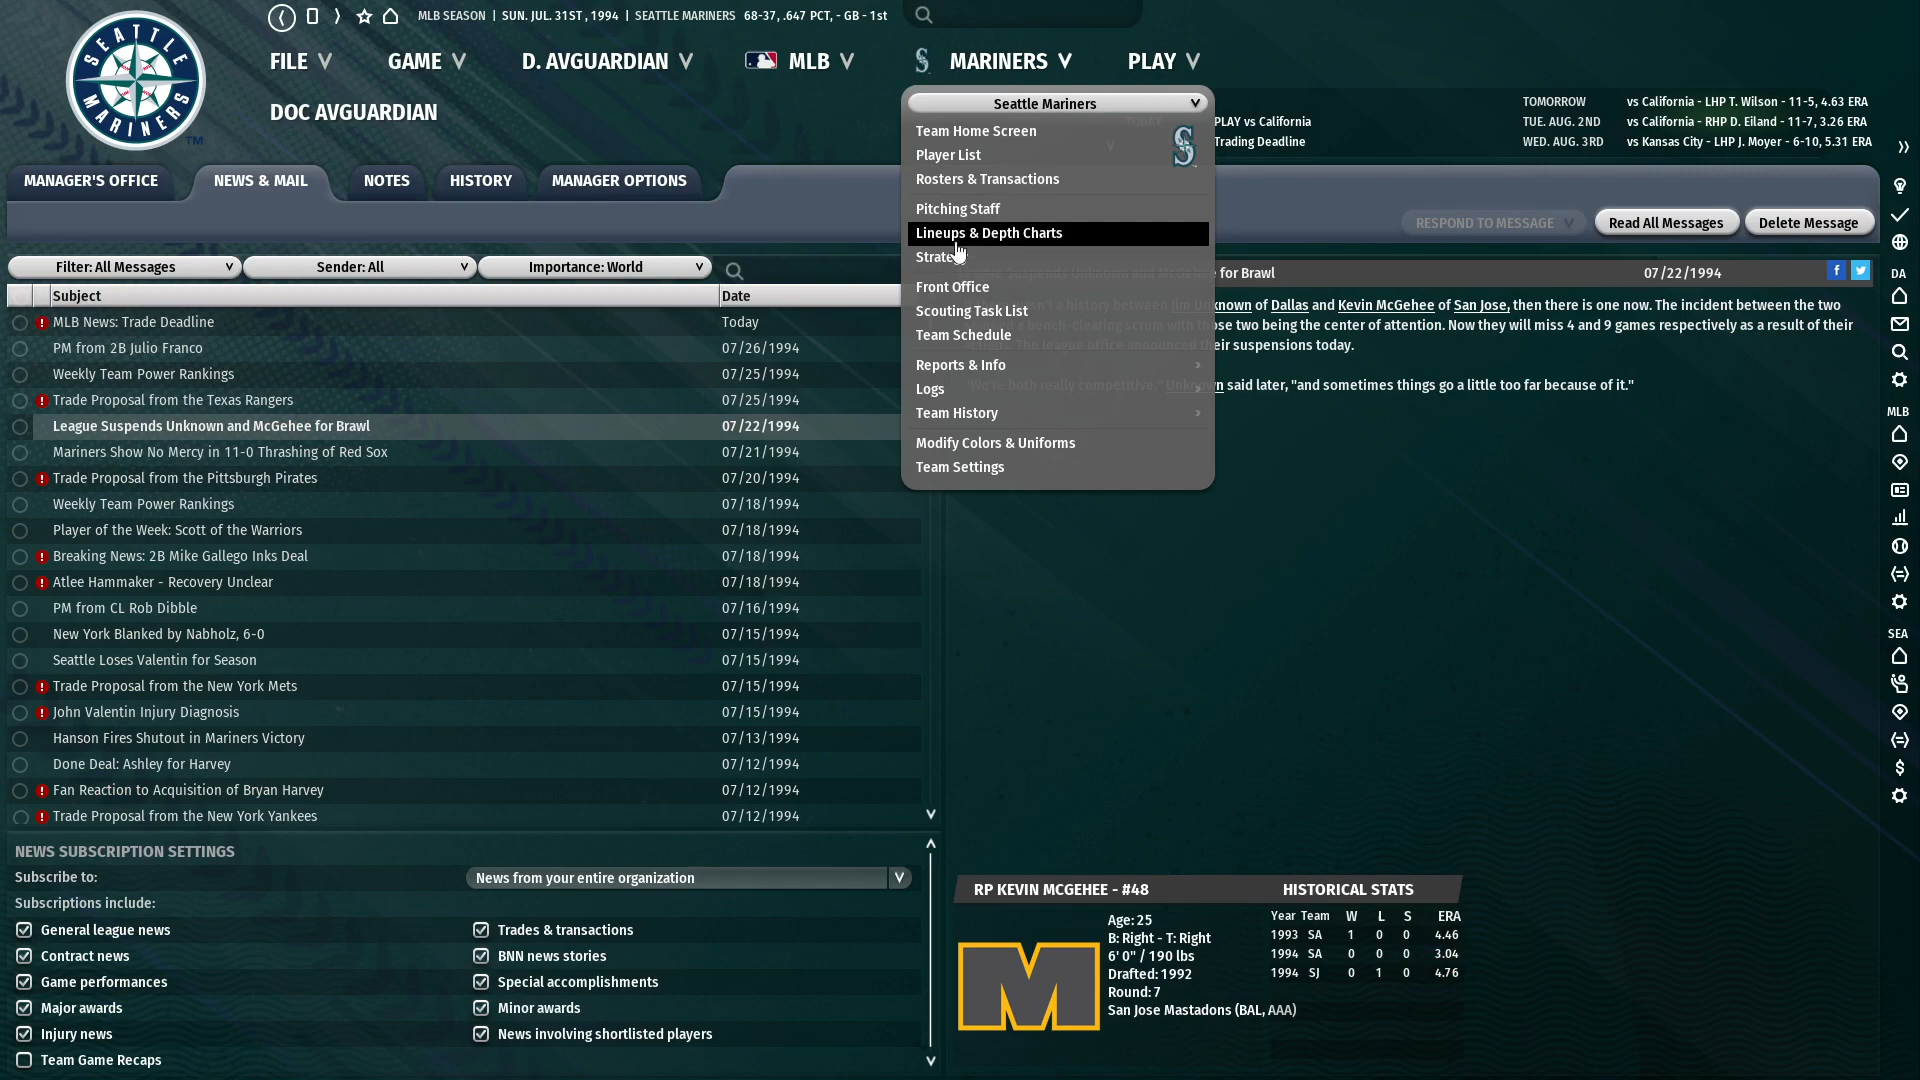 MLB SEASON | SUN. JUL. 31ST , 1994 | SEATTLE MARINERS 68-37, .647 PCT, - GB - 1st
SEATTLE MARINERS TM
FILE GAME D. AVGUARDIAN MLB MARINERS PLAY
DOC AVGUARDIAN
TODAY PLAY vs California
Trading Deadline
TOMORROW vs California - LHP T. Wilson - 11-5, 4.63 ERA
TUE. AUG. 2ND vs California - RHP D. Eiland - 11-7, 3.26 ERA
WED. AUG. 3RD vs Kansas City - LHP J. Moyer - 6-10, 5.31 ERA
MANAGER'S OFFICE NEWS & MAIL NOTES HISTORY MANAGER OPTIONS
RESPOND TO MESSAGE Read All Messages Delete Message
Seattle Mariners
Team Home Screen
Player List
Rosters & Transactions
Pitching Staff
Lineups & Depth Charts
Strate
Front Office
Scouting Task List
Team Schedule
Reports & Info
Logs
Team History
Modify Colors & Uniforms
Team Settings
Filter: All Messages Sender: All Importance: World
Subject Date
MLB News: Trade Deadline Today
PM from 2B Julio Franco 07/26/1994
Weekly Team Power Rankings 07/25/1994
Trade Proposal from the Texas Rangers 07/25/1994
League Suspends Unknown and McGehee for Brawl 07/22/1994
Mariners Show No Mercy in 11-0 Thrashing of Red Sox 07/21/1994
Trade Proposal from the Pittsburgh Pirates 07/20/1994
Weekly Team Power Rankings 07/18/1994
Player of the Week: Scott of the Warriors 07/18/1994
Breaking News: 2B Mike Gallego Inks Deal 07/18/1994
Atlee Hammaker - Recovery Unclear 07/18/1994
PM from CL Rob Dibble 07/16/1994
New York Blanked by Nabholz, 6-0 07/15/1994
Seattle Loses Valentin for Season 07/15/1994
Trade Proposal from the New York Mets 07/15/1994
John Valentin Injury Diagnosis 07/15/1994
Hanson Fires Shutout in Mariners Victory 07/13/1994
Done Deal: Ashley for Harvey 07/12/1994
Fan Reaction to Acquisition of Bryan Harvey 07/12/1994
Trade Proposal from the New York Yankees 07/12/1994
for Brawl 07/22/1994
a history between Jim Unknown of Dallas and Kevin McGehee of San Jose, then there is one now. The incident between the two
bench-clearing scrum with those two being the center of attention. Now they will miss 4 and 9 games respectively as a result of their
The league office announced their suspensions today.
"We're both really competitive," Unknown said later, "and sometimes things go a little too far because of it."
NEWS SUBSCRIPTION SETTINGS
Subscribe to: News from your entire organization
Subscriptions include:
General league news Trades & transactions
Contract news BNN news stories
Game performances Special accomplishments
Major awards Minor awards
Injury news News involving shortlisted players
Team Game Recaps
RP KEVIN MCGEHEE - #48 HISTORICAL STATS
M
Age: 25
B: Right - T: Right
6' 0" / 190 lbs
Drafted: 1992
Round: 7
San Jose Mastadons (BAL, AAA)
Year Team W L S ERA
1993 SA 1 0 0 4.46
1994 SA 0 0 0 3.04
1994 SJ 0 1 0 4.76
DA
MLB
SEA